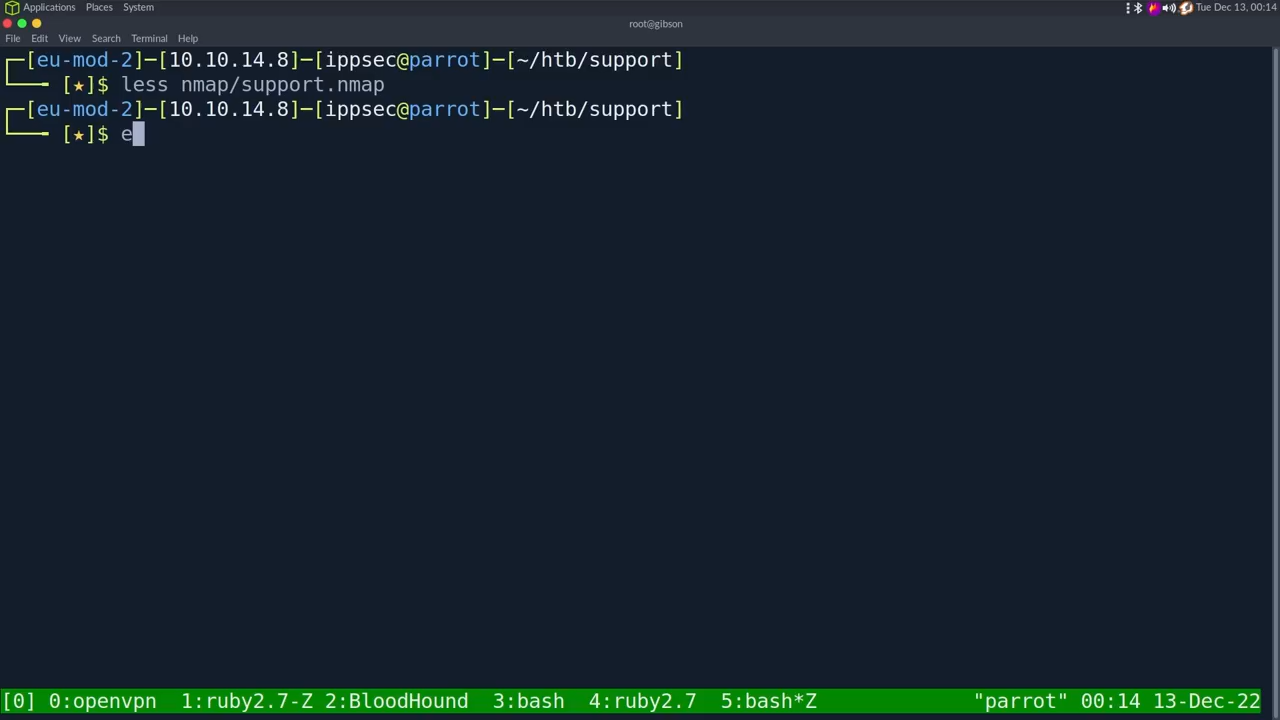 Applications Places System Tue Dec 13, 00:14
root@gibson
File Edit View Search Terminal Help
┌─[eu-mod-2]─[10.10.14.8]─[ippsec@parrot]─[~/htb/support]
└──╼ [★]$ less nmap/support.nmap
┌─[eu-mod-2]─[10.10.14.8]─[ippsec@parrot]─[~/htb/support]
└──╼ [★]$ e
[0] 0:openvpn 1:ruby2.7-Z 2:BloodHound 3:bash 4:ruby2.7 5:bash*Z "parrot" 00:14 13-Dec-22